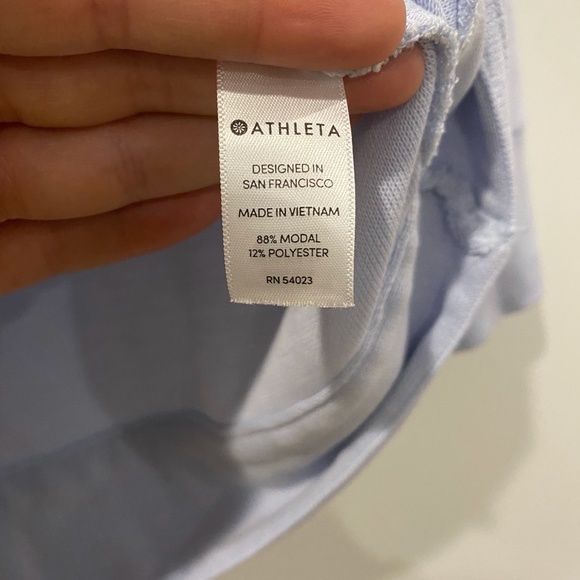 ATHLETA
DESIGNED IN
SAN FRANCISCO
MADE IN VIETNAM
88% MODAL
12% POLYESTER
RN 54023